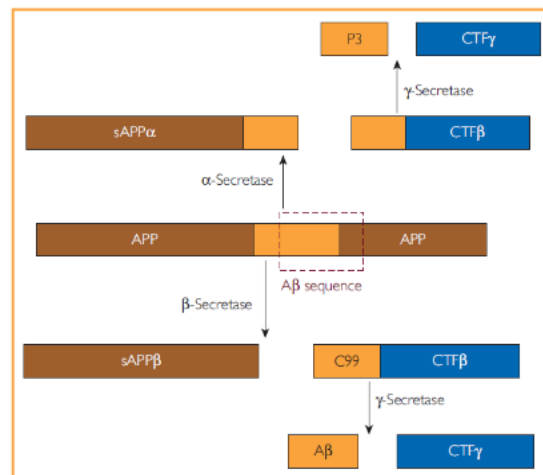 P3 CTFγ
γ-Secretase
sAPPα CTFβ
α-Secretase
APP APP
Aβ sequence
β-Secretase
sAPPβ C99 CTFβ
γ-Secretase
Aβ CTFγ